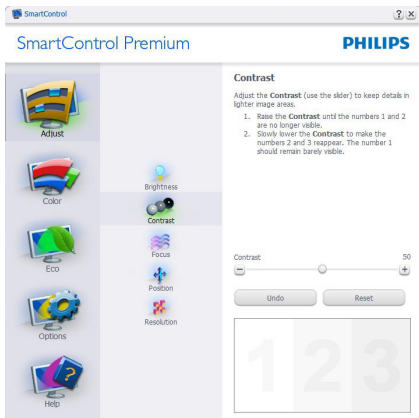 SmartControl
SmartControl Premium
PHILIPS
Adjust
Color
Eco
Options
Help
Brightness
Contrast
Focus
Position
Resolution
Contrast
Adjust the Contrast (use the slider) to keep details in
lighter image areas.
1. Raise the Contrast until the numbers 1 and 2
are no longer visible.
2. Slowly lower the Contrast to make the
numbers 2 and 3 reappear. The number 1
should remain barely visible.
Contrast 50
Undo Reset
1 2 3